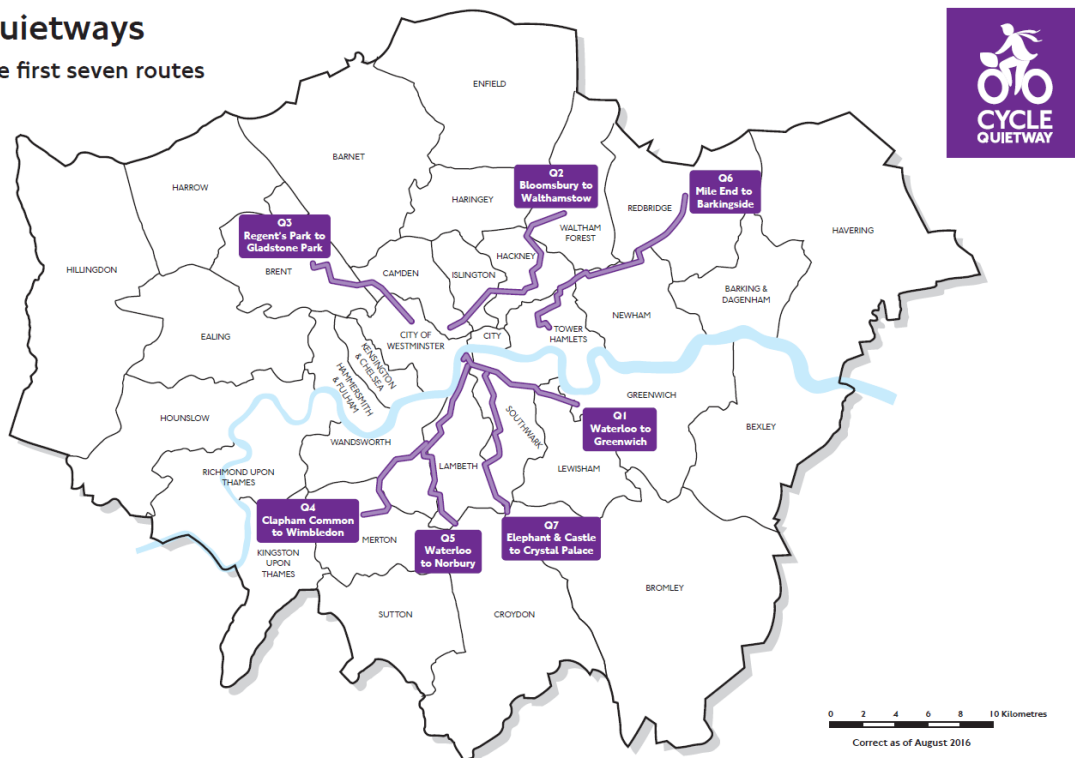 uietways
e first seven routes
CYCLE
QUIETWAY
ENFIELD
BARNET
HARROW
HARINGEY
Q2
Bloomsbury to
Walthamstow
Q6
Mile End to
Barkingside
REDBRIDGE
WALTHAM
FOREST
HAVERING
Q3
Regent's Park to
Gladstone Park
HILLINGDON
BRENT
CAMDEN
ISLINGTON
HACKNEY
BARKING &
DAGENHAM
NEWHAM
EALING
CITY OF
WESTMINSTER
CITY
TOWER
HAMLETS
KENSINGTON
& CHELSEA
HAMMERSMITH
& FULHAM
GREENWICH
HOUNSLOW
SOUTHWARK
Q1
Waterloo to
Greenwich
BEXLEY
WANDSWORTH
LAMBETH
LEWISHAM
RICHMOND UPON
THAMES
Q4
Clapham Common
to Wimbledon
MERTON
Q5
Waterloo
to Norbury
Q7
Elephant & Castle
to Crystal Palace
KINGSTON
UPON
THAMES
BROMLEY
SUTTON
CROYDON
0 2 4 6 8 10 Kilometres
Correct as of August 2016